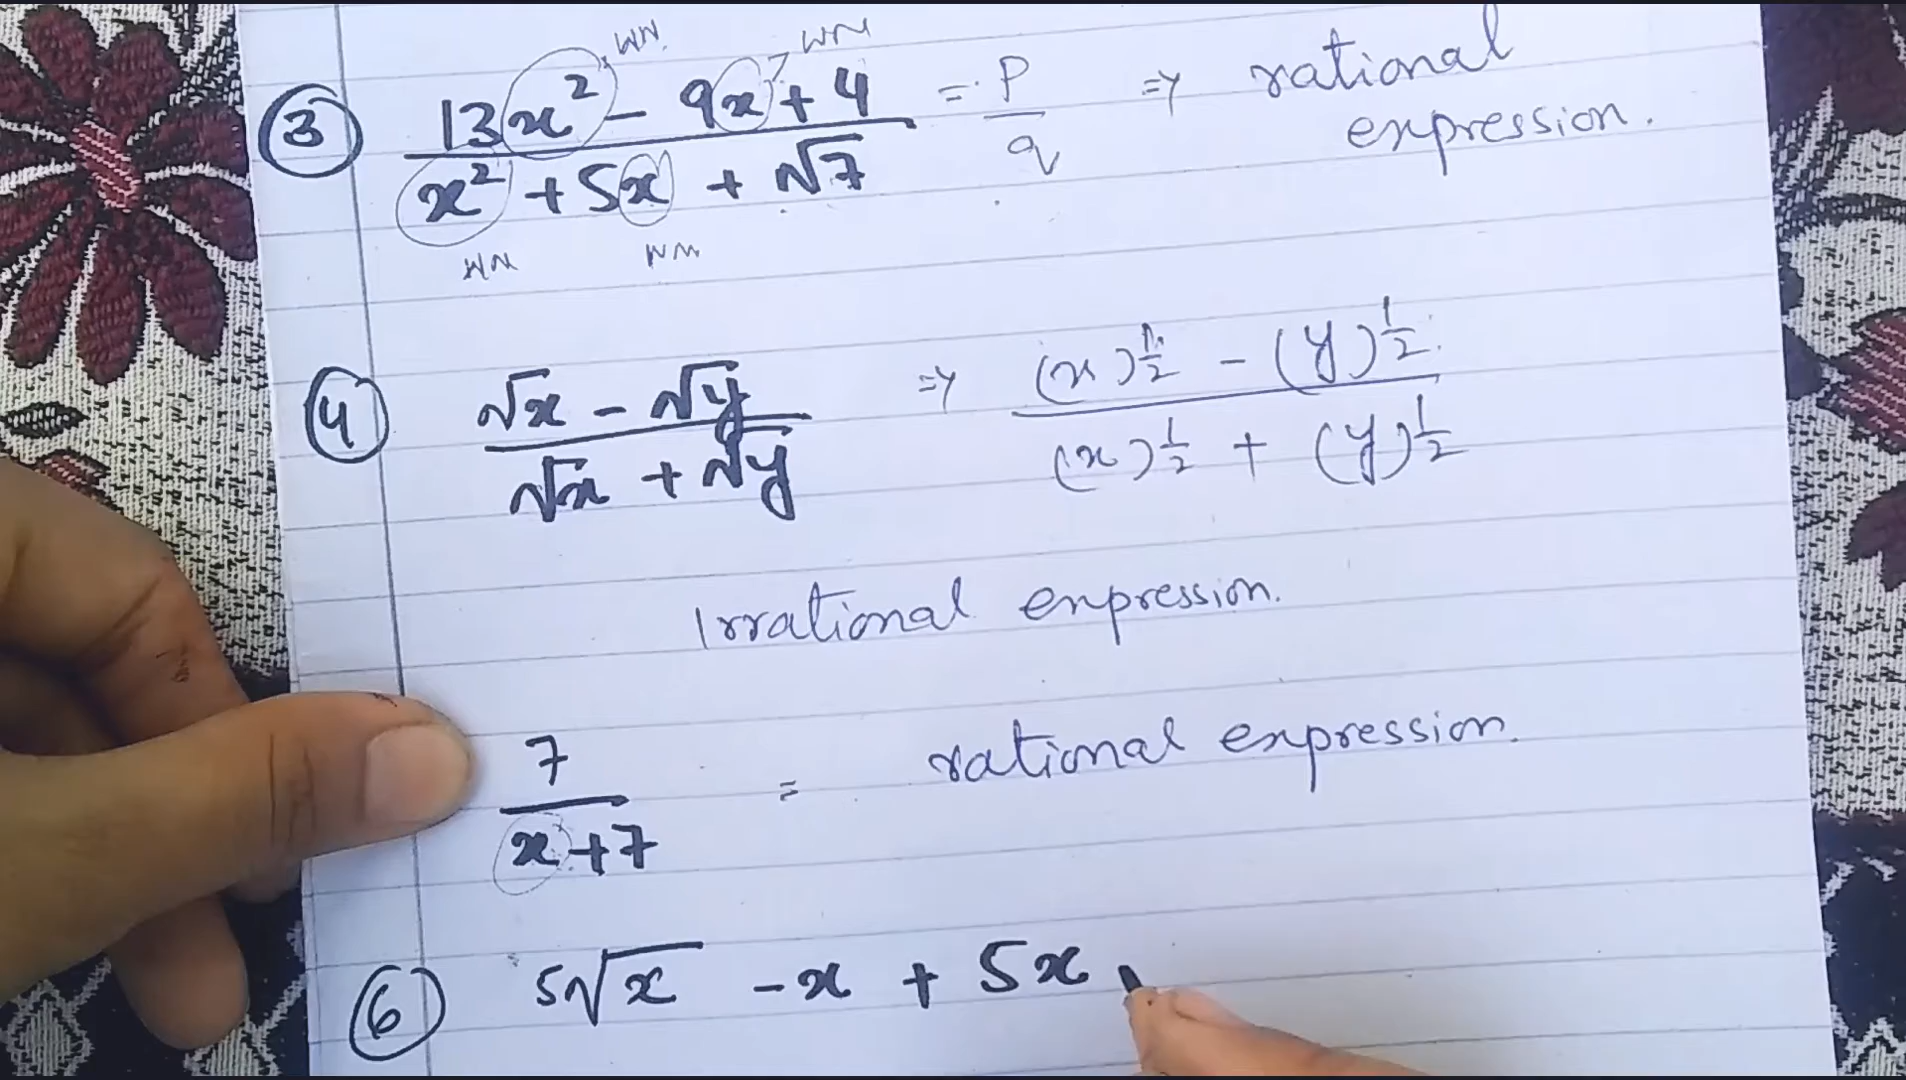 WN WN
③ 13x² - 9x + 4 = P ⇒ rational
x² + 5x + √7 q expression.
WN WN
④ √x - √y ⇒ (x)^1/2 - (y)^1/2
√x + √y (x)^1/2 + (y)^1/2
Irrational expression.
7 = rational expression.
x+7
⑥ 5√x - x + 5x